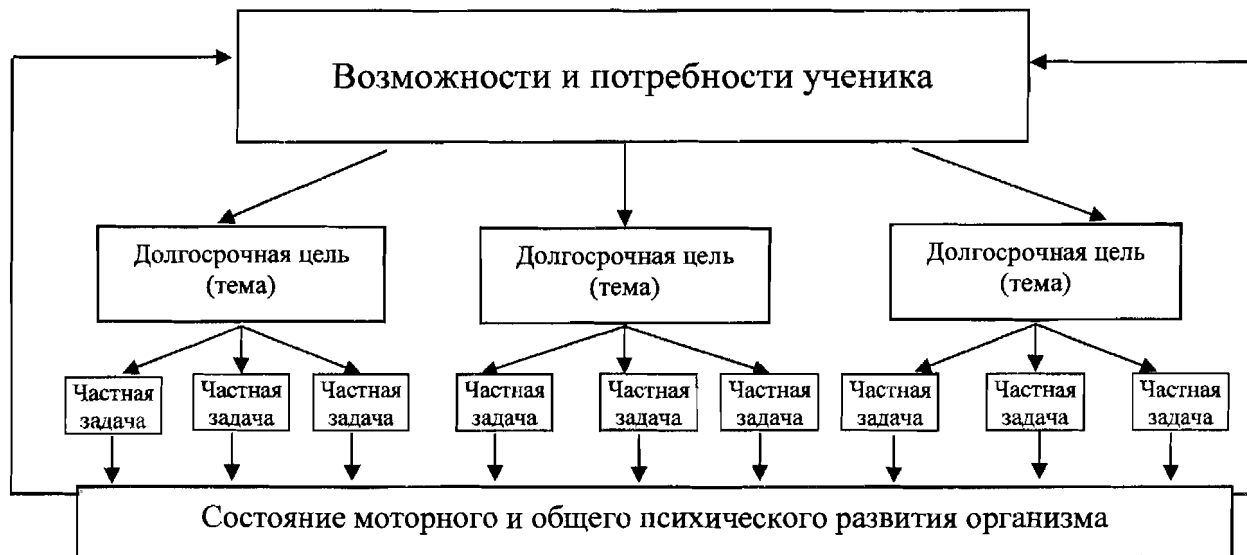 Возможности и потребности ученика
Долгосрочная цель
(тема)
Долгосрочная цель
(тема)
Долгосрочная цель
(тема)
Частная
задача
Частная
задача
Частная
задача
Частная
задача
Частная
задача
Частная
задача
Частная
задача
Частная
задача
Частная
задача
Состояние моторного и общего психического развития организма